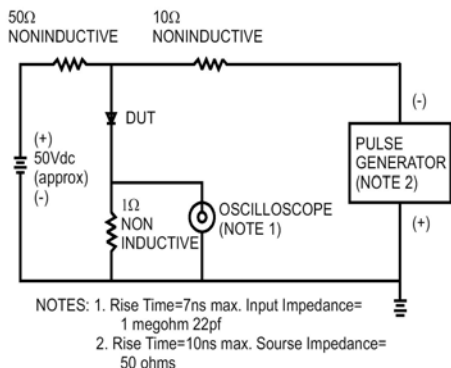 50Ω
NONINDUCTIVE
10Ω
NONINDUCTIVE
(+)
50Vdc
(approx)
(-)
DUT
1Ω
NON
INDUCTIVE
OSCILLOSCOPE
(NOTE 1)
(-)
PULSE
GENERATOR
(NOTE 2)
(+)
NOTES: 1. Rise Time=7ns max. Input Impedance=
1 megohm 22pf
2. Rise Time=10ns max. Sourse Impedance=
50 ohms